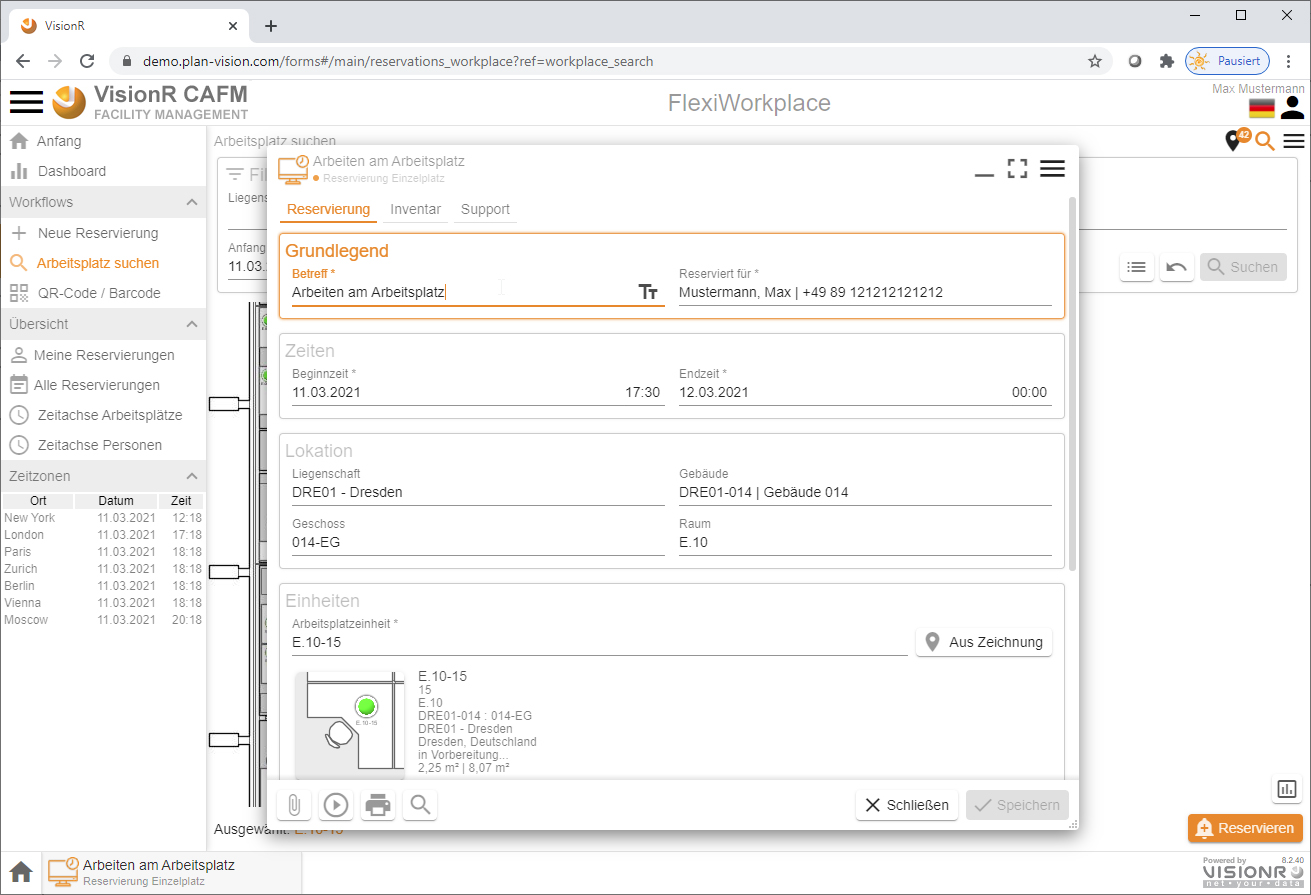 VisionR
demo.plan-vision.com/forms#/main/reservations_workplace?ref=workplace_search
Pausiert
VisionR CAFM
FACILITY MANAGEMENT
FlexiWorkplace
Max Mustermann
Anfang
Dashboard
Workflows
Neue Reservierung
Arbeitsplatz suchen
QR-Code / Barcode
Übersicht
Meine Reservierungen
Alle Reservierungen
Zeitachse Arbeitsplätze
Zeitachse Personen
Zeitzonen
Ort Datum Zeit
New York 11.03.2021 12:18
London 11.03.2021 17:18
Paris 11.03.2021 18:18
Zurich 11.03.2021 18:18
Berlin 11.03.2021 18:18
Vienna 11.03.2021 18:18
Moscow 11.03.2021 20:18
Arbeitsplatz suchen
42
Fil
Liegens
Anfang
11.03.
Suchen
Arbeiten am Arbeitsplatz
Reservierung Einzelplatz
Reservierung Inventar Support
Grundlegend
Betreff * Reserviert für *
Arbeiten am Arbeitsplatz Mustermann, Max | +49 89 121212121212
Zeiten
Beginnzeit * Endzeit *
11.03.2021 17:30 12.03.2021 00:00
Lokation
Liegenschaft Gebäude
DRE01 - Dresden DRE01-014 | Gebäude 014
Geschoss Raum
014-EG E.10
Einheiten
Arbeitsplatzeinheit *
E.10-15
Aus Zeichnung
E.10-15
E.10-15
15
E.10
DRE01-014 : 014-EG
DRE01 - Dresden
Dresden, Deutschland
in Vorbereitung...
2,25 m² | 8,07 m²
Schließen Speichern
Ausgewählt: E.10-15
Reservieren
Arbeiten am Arbeitsplatz
Reservierung Einzelplatz
Powered by 8.2.40
VISIONR
net • your • data